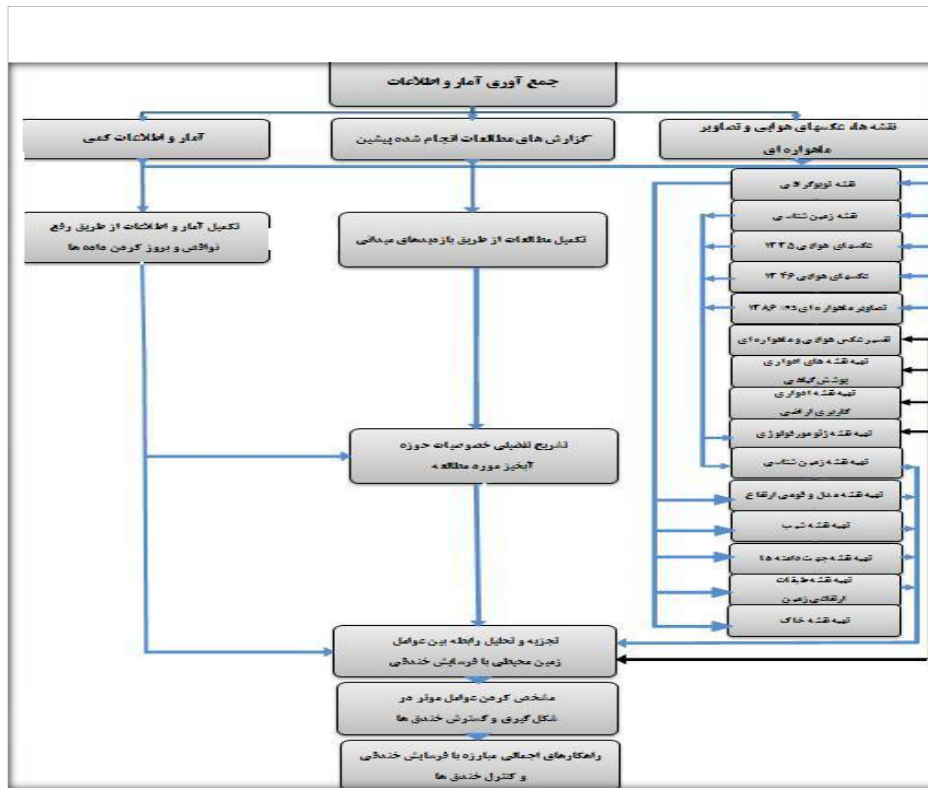 جمع آوری آمار و اطلاعات
نقشه ها، عکسهای هوایی و تصاویر
ماهواره ای
گزارش های مطالعات انجام شده پیشین
آمار و اطلاعات کمی
نقشه توپوگرافی
نقشه زمین شناسی
عکسهای هوایی ۱۳۳۵
عکسهای هوایی ۱۳۴۶
تصاویر ماهواره ای ۱۳۸۶
تفسیر عکس هوایی و ماهواره ای
تهیه نقشه های ادواری
پوشش گیاهی
تهیه نقشه ادواری
کاربری اراضی
تهیه نقشه ژئومورفولوژی
تهیه نقشه زمین شناسی
تهیه نقشه مدل رقومی ارتفاع
تهیه نقشه شیب
تهیه نقشه جهت دامنه ها
تهیه نقشه طبقات
ارتفاعی زمین
تهیه نقشه خاک
تکمیل مطالعات از طریق بازدیدهای میدانی
تکمیل آمار و اطلاعات از طریق رفع
نواقص و بروز کردن داده ها
تشریح تفضیلی خصوصیات حوزه
آبخیز مورد مطالعه
تجزیه و تحلیل رابطه بین عوامل
زمین محیطی با فرسایش خندقی
مشخص کردن عوامل موثر در
شکل گیری و گسترش خندق ها
راهکارهای اجمالی مبارزه با فرسایش خندقی
و کنترل خندق ها